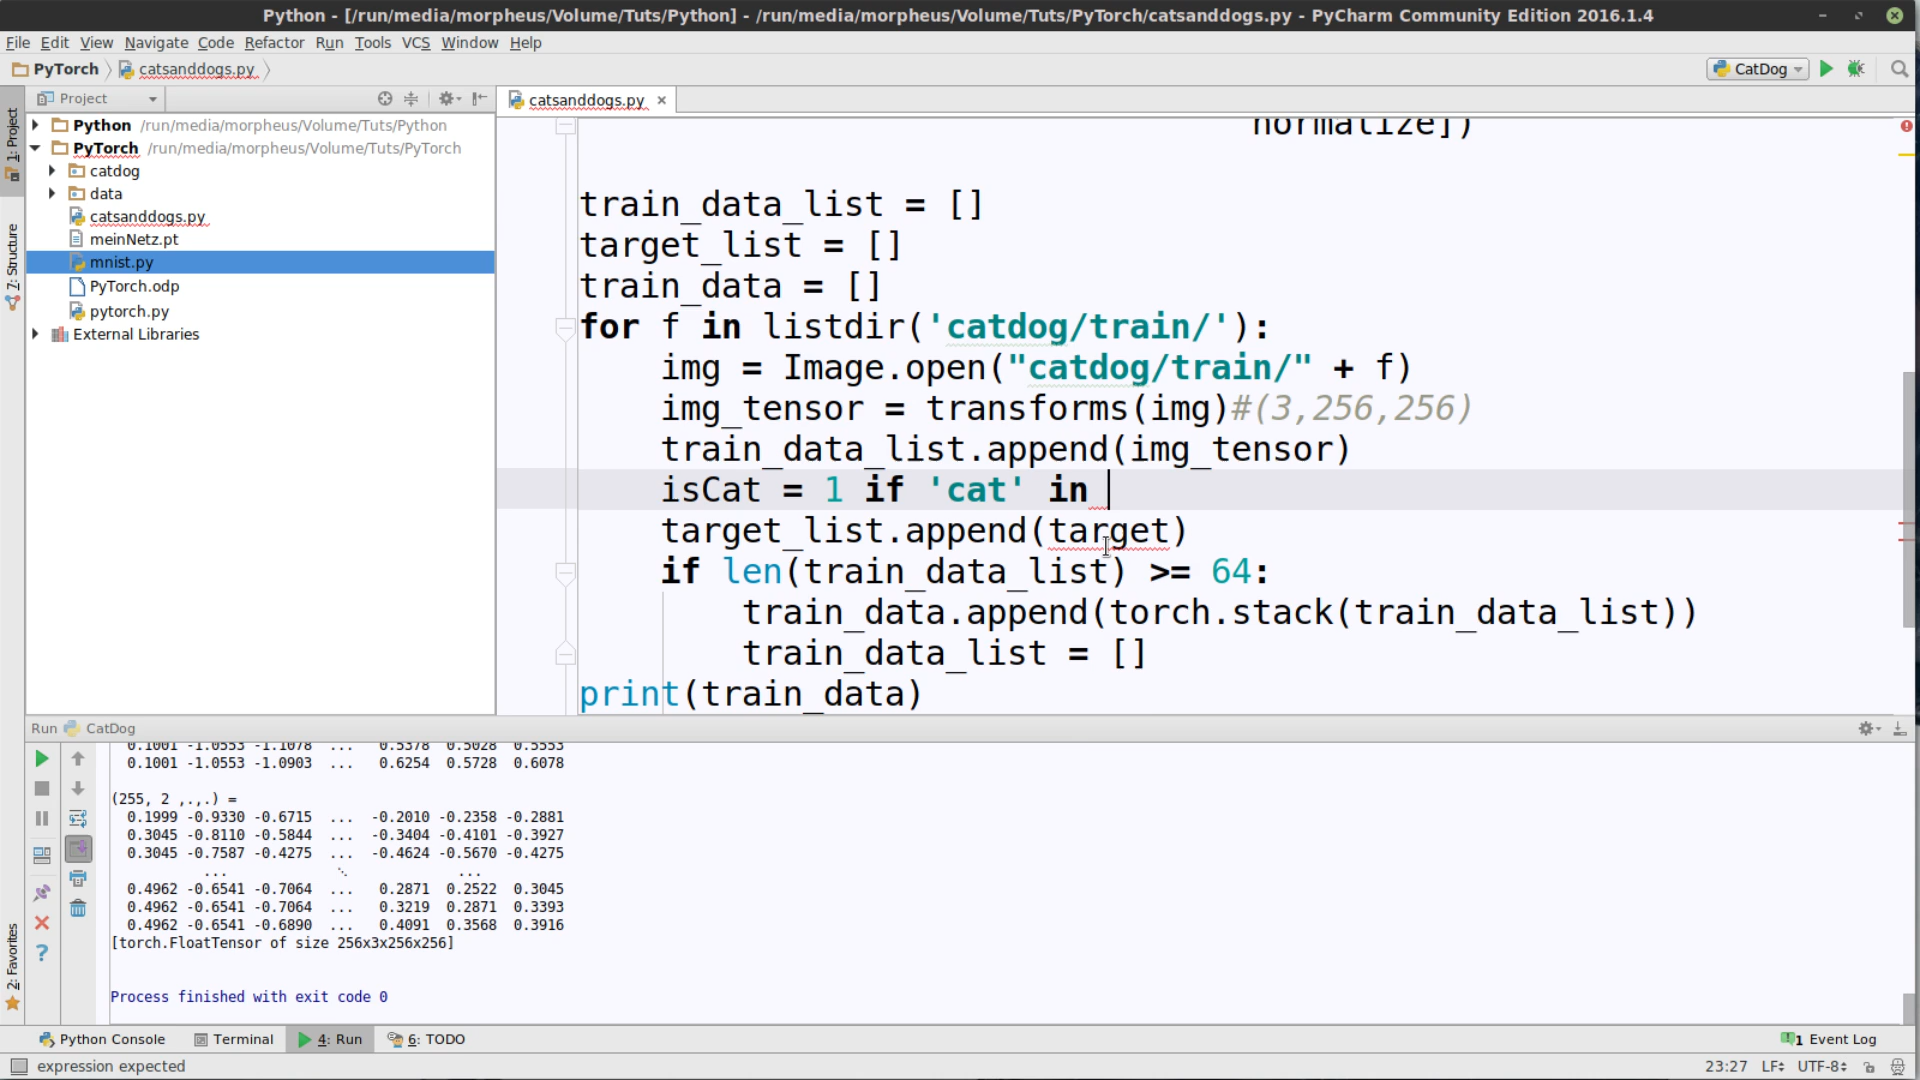 Python - [/run/media/morpheus/Volume/Tuts/Python] - /run/media/morpheus/Volume/Tuts/PyTorch/catsanddogs.py - PyCharm Community Edition 2016.1.4
File Edit View Navigate Code Refactor Run Tools VCS Window Help
PyTorch catsanddogs.py
CatDog
1: Project
7: Structure
2: Favorites
Project
Python /run/media/morpheus/Volume/Tuts/Python
PyTorch /run/media/morpheus/Volume/Tuts/PyTorch
catdog
data
catsanddogs.py
meinNetz.pt
mnist.py
PyTorch.odp
pytorch.py
External Libraries
catsanddogs.py
normalize])
train_data_list = []
target_list = []
train_data = []
for f in listdir('catdog/train/'):
img = Image.open("catdog/train/" + f)
img_tensor = transforms(img)#(3,256,256)
train_data_list.append(img_tensor)
isCat = 1 if 'cat' in
target_list.append(target)
if len(train_data_list) >= 64:
train_data.append(torch.stack(train_data_list))
train_data_list = []
print(train_data)
Run CatDog
0.1001 -1.0553 -1.1078 ... 0.5378 0.5028 0.5553
0.1001 -1.0553 -1.0903 ... 0.6254 0.5728 0.6078
(255, 2 ,.,.) =
0.1999 -0.9330 -0.6715 ... -0.2010 -0.2358 -0.2881
0.3045 -0.8110 -0.5844 ... -0.3404 -0.4101 -0.3927
0.3045 -0.7587 -0.4275 ... -0.4624 -0.5670 -0.4275
... ⋱ ...
0.4962 -0.6541 -0.7064 ... 0.2871 0.2522 0.3045
0.4962 -0.6541 -0.7064 ... 0.3219 0.2871 0.3393
0.4962 -0.6541 -0.6890 ... 0.4091 0.3568 0.3916
[torch.FloatTensor of size 256x3x256x256]
Process finished with exit code 0
Python Console Terminal 4: Run 6: TODO 1 Event Log
expression expected 23:27 LF UTF-8